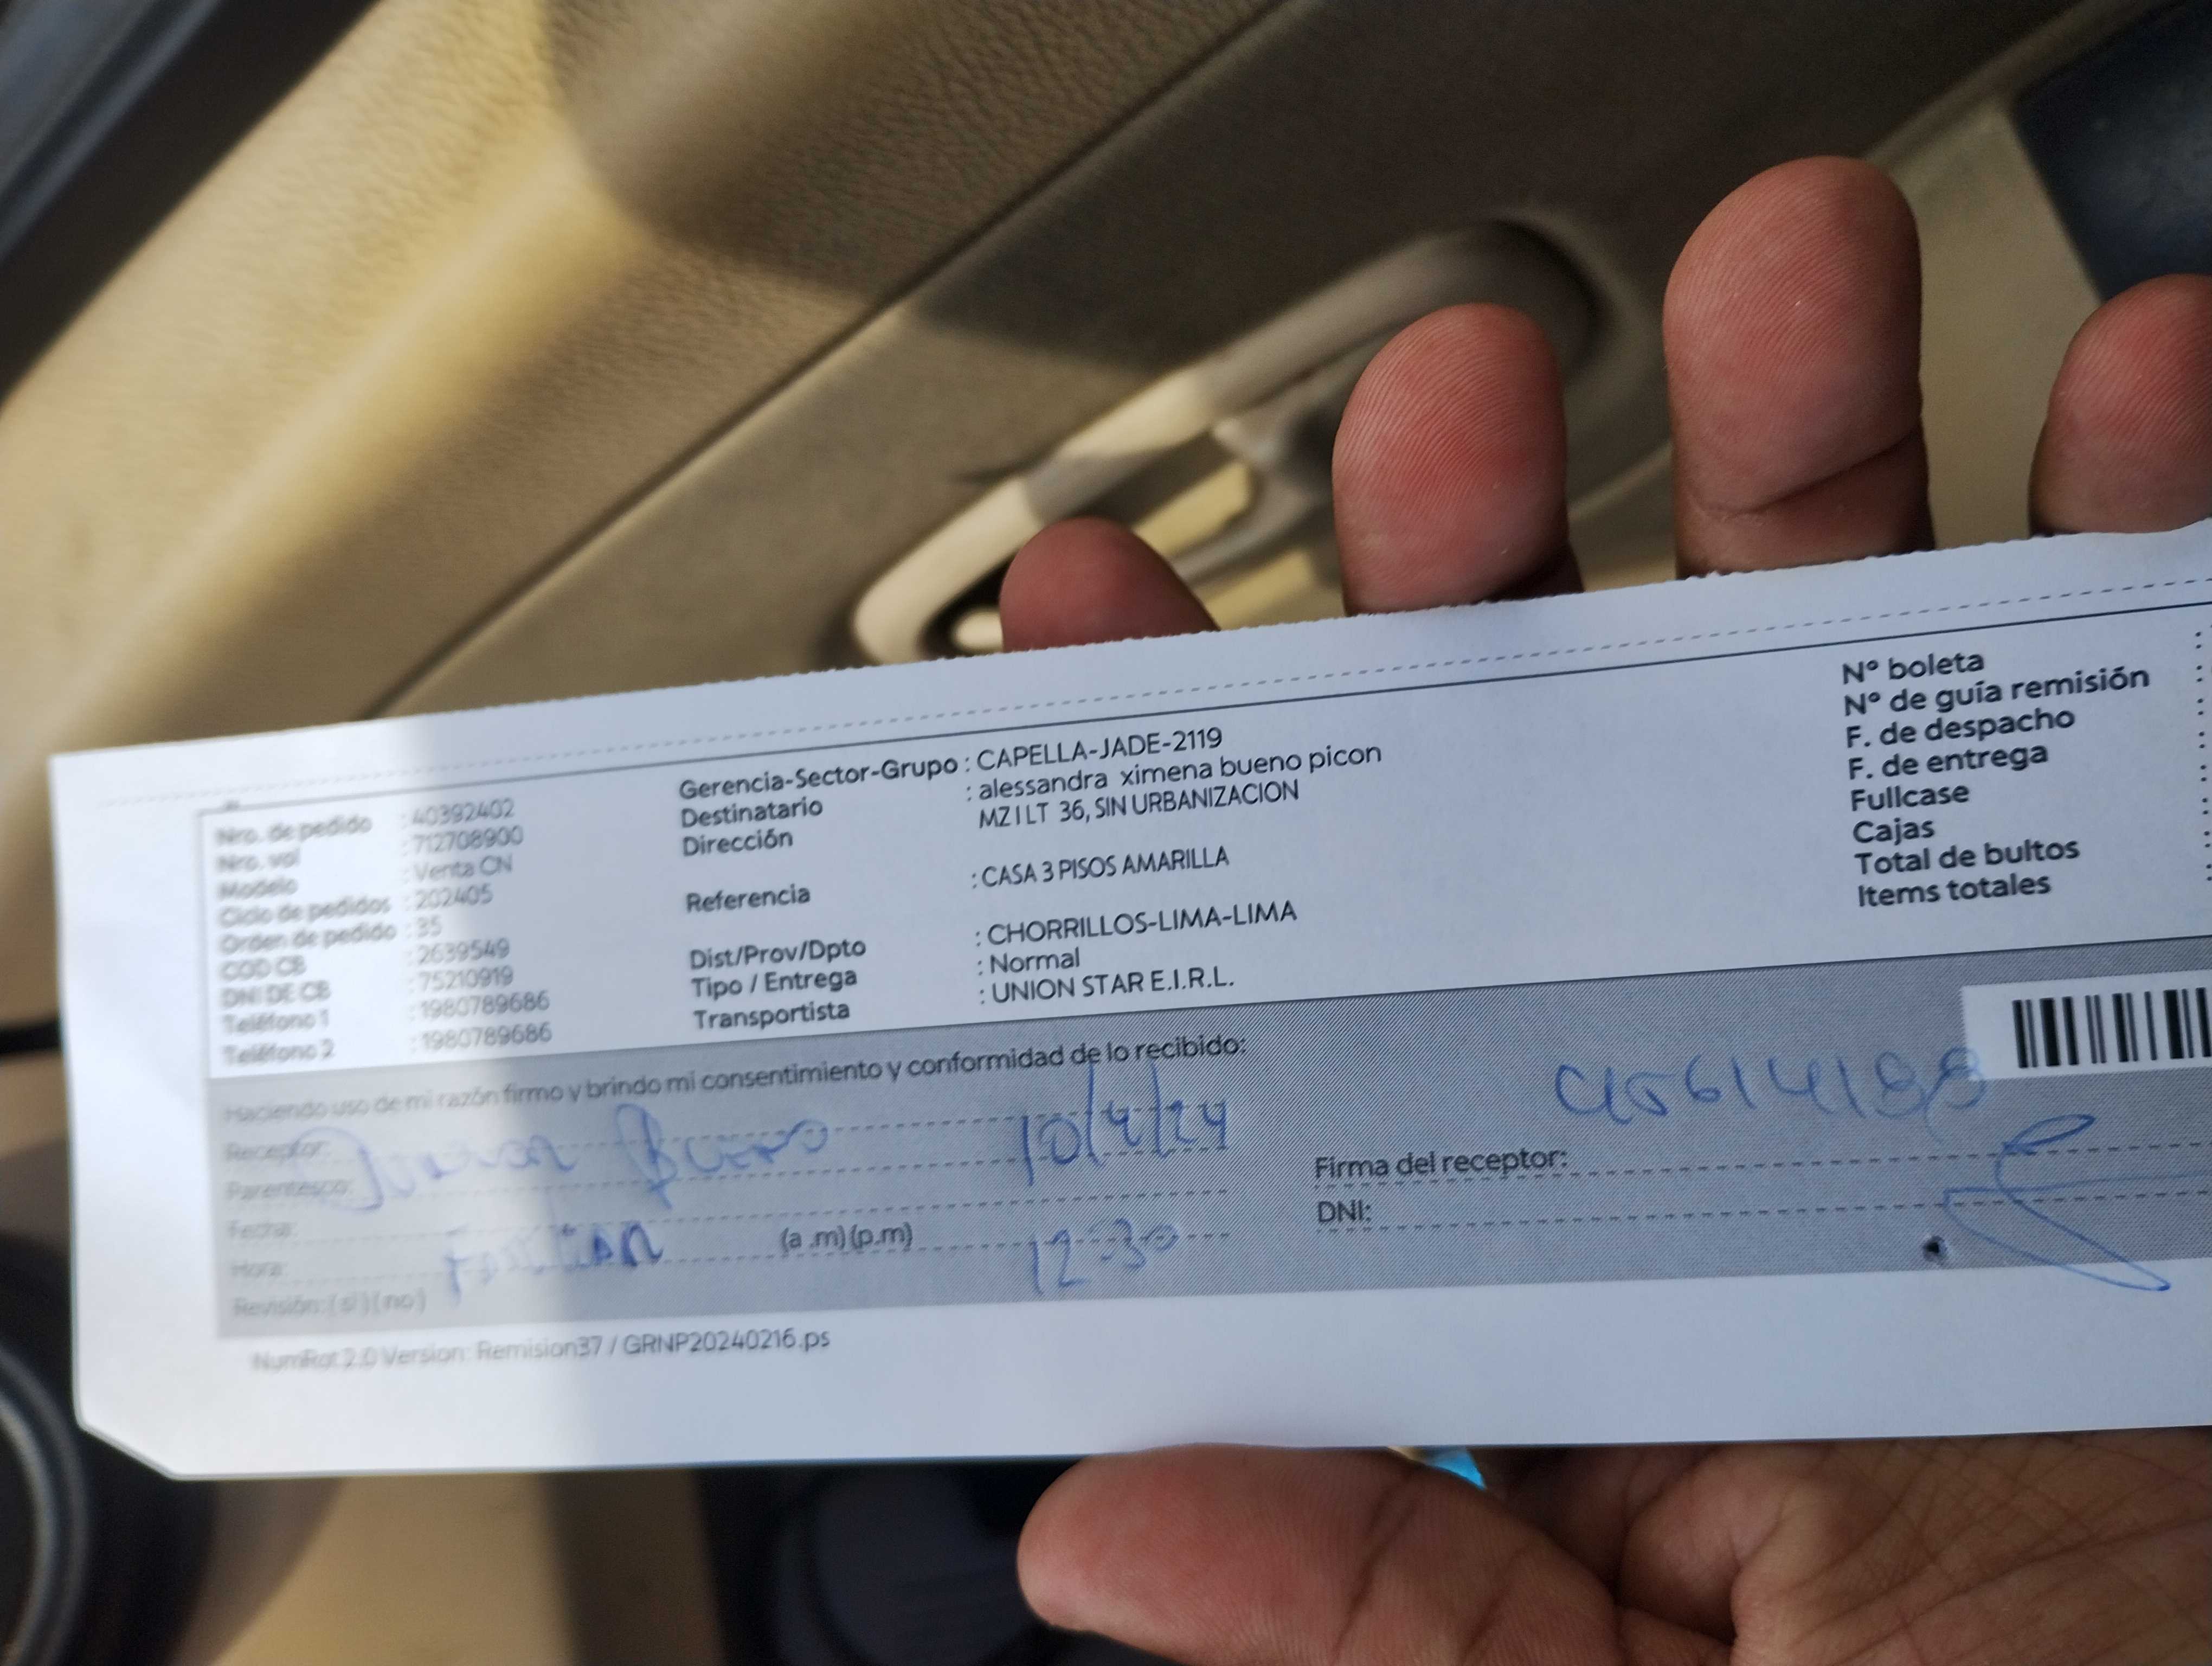 Nro. de pedido : 40392402
Nro. vol : 712708900
Modelo : Venta CN
Ciclo de pedidos : 202405
Orden de pedido : 35
COD CB : 2639549
DNI DE CB : 75210919
Teléfono 1 : 1980789686
Teléfono 2 : 1980789686
Gerencia-Sector-Grupo : CAPELLA-JADE-2119
Destinatario : alessandra ximena bueno picon
Dirección MZ I LT 36, SIN URBANIZACION
Referencia : CASA 3 PISOS AMARILLA
Dist/Prov/Dpto : CHORRILLOS-LIMA-LIMA
Tipo / Entrega : Normal
Transportista : UNION STAR E.I.R.L.
Nº boleta :
Nº de guía remisión :
F. de despacho :
F. de entrega :
Fullcase :
Cajas :
Total de bultos :
Items totales :
Haciendo uso de mi razón firmo y brindo mi consentimiento y conformidad de lo recibido:
Receptor:
Parentesco: 10/4/24
Fecha:
Hora: (a .m) (p.m) 12:30
Revisión: (si) (no)
Firma del receptor:
DNI:
NumRot 2.0 Version: Remision37 / GRNP20240216.ps